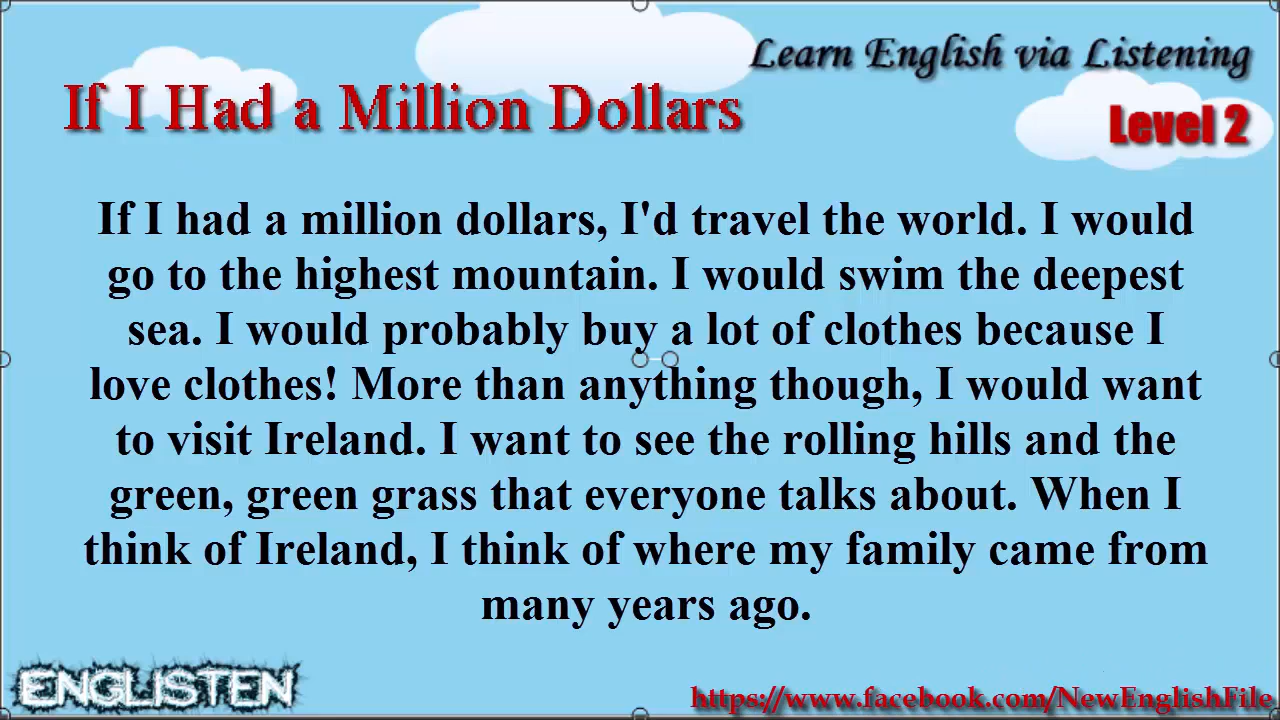 Learn English via Listening
If I Had a Million Dollars
Level 2
If I had a million dollars, I'd travel the world. I would
go to the highest mountain. I would swim the deepest
sea. I would probably buy a lot of clothes because I
love clothes! More than anything though, I would want
to visit Ireland. I want to see the rolling hills and the
green, green grass that everyone talks about. When I
think of Ireland, I think of where my family came from
many years ago.
ENGLISTEN
https://www.facebook.com/NewEnglishFile